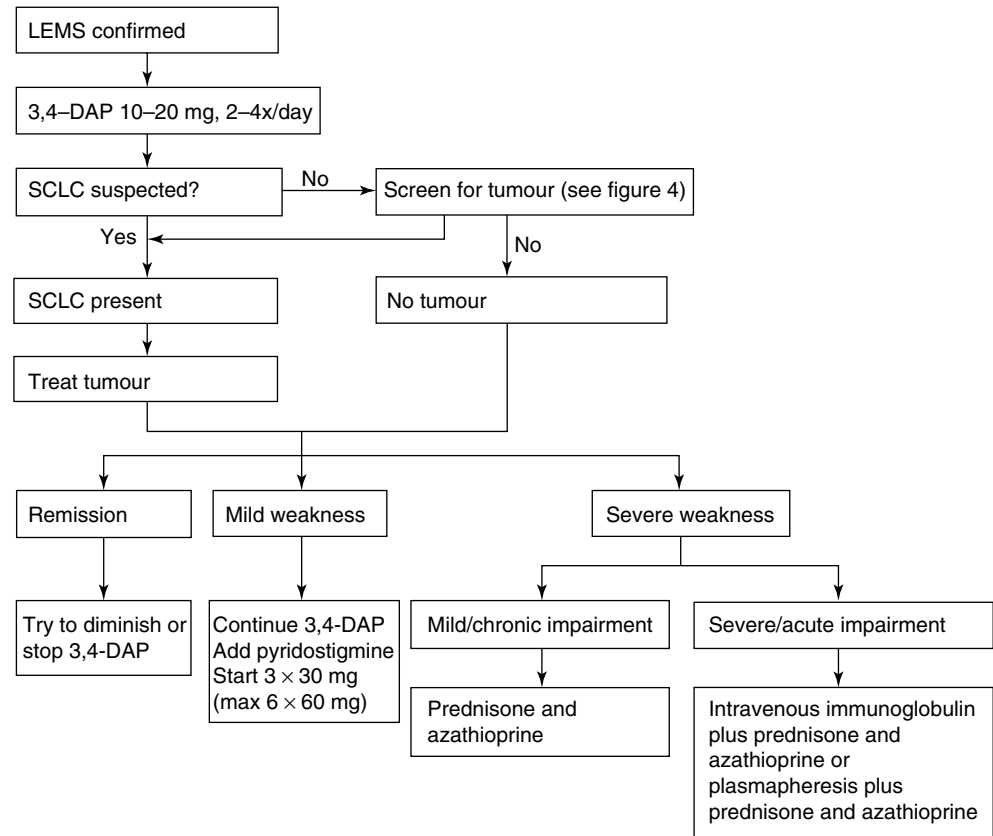 LEMS confirmed
3,4–DAP 10–20 mg, 2–4x/day
SCLC suspected?
No
Screen for tumour (see figure 4)
Yes
No
SCLC present
No tumour
Treat tumour
Remission
Mild weakness
Severe weakness
Try to diminish or
stop 3,4-DAP
Continue 3,4-DAP
Add pyridostigmine
Start 3 × 30 mg
(max 6 × 60 mg)
Mild/chronic impairment
Severe/acute impairment
Prednisone and
azathioprine
Intravenous immunoglobulin
plus prednisone and
azathioprine or
plasmapheresis plus
prednisone and azathioprine